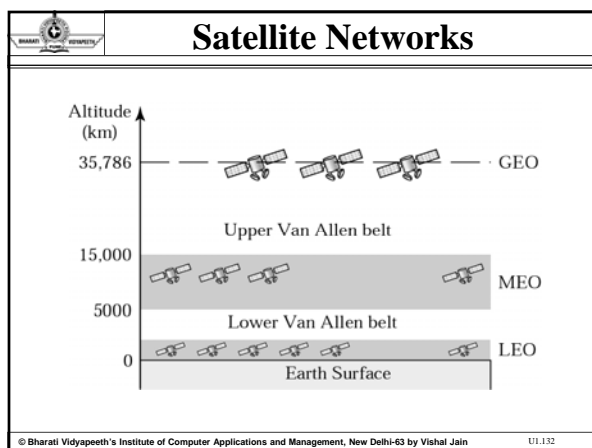 BHARATI VIDYAPEETH
Satellite Networks
Altitude
(km)
35,786
GEO
Upper Van Allen belt
15,000
MEO
5000
Lower Van Allen belt
LEO
0
Earth Surface
© Bharati Vidyapeeth's Institute of Computer Applications and Management, New Delhi-63 by Vishal Jain U1.132